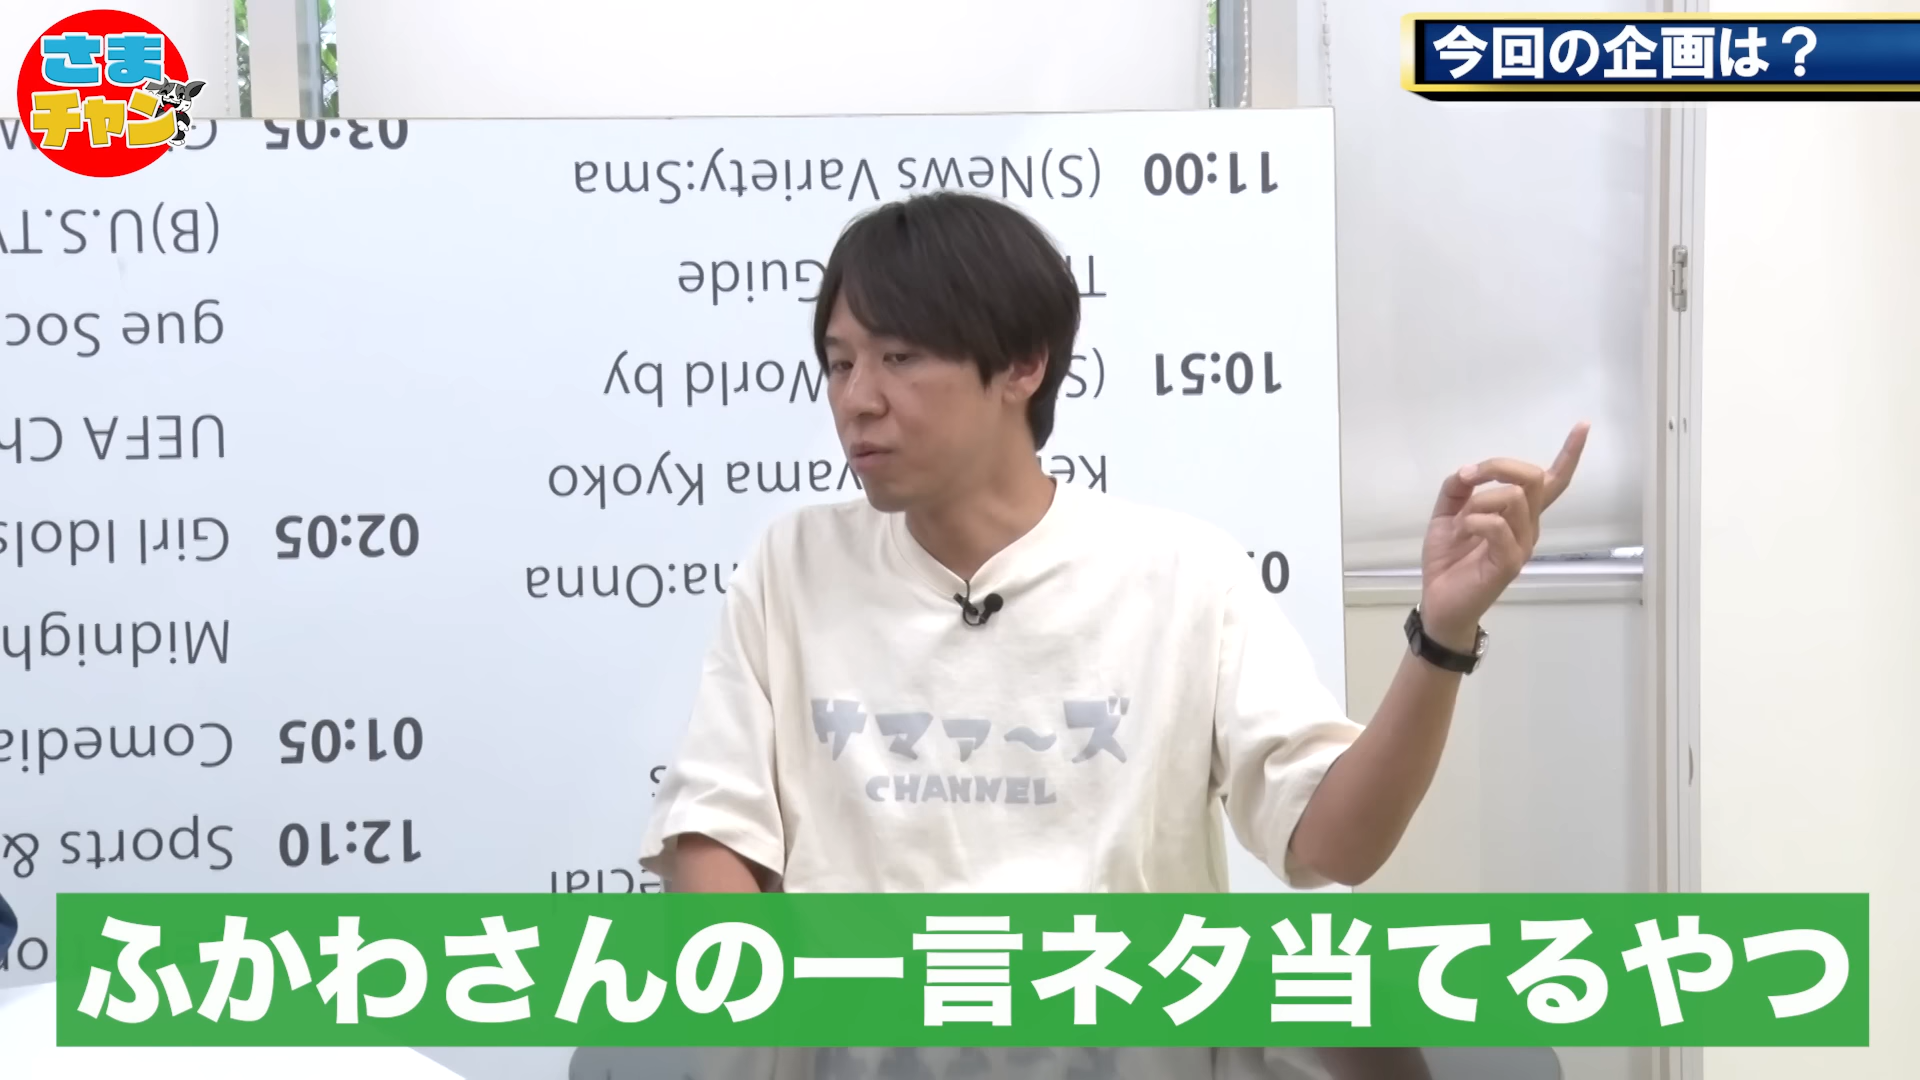 さま
チャン
今回の企画は？
03:05
(B)U.S.TV
gue Soc
UEFA Ch
02:05 Girl Idols
Midnigh
01:05 Comedia
12:10 Sports &
11:00 (S)News Variety:Sma
Guide
10:51 (S) World by
yama Kyoko
na:Onna
サマァ〜ズ
CHANNEL
ふかわさんの一言ネタ当てるやつ